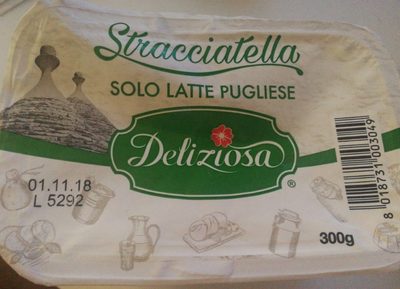 Stracciatella
SOLO LATTE PUGLIESE
Deliziosa
®
01.11.18
L 5292
300g
8 018731 003049